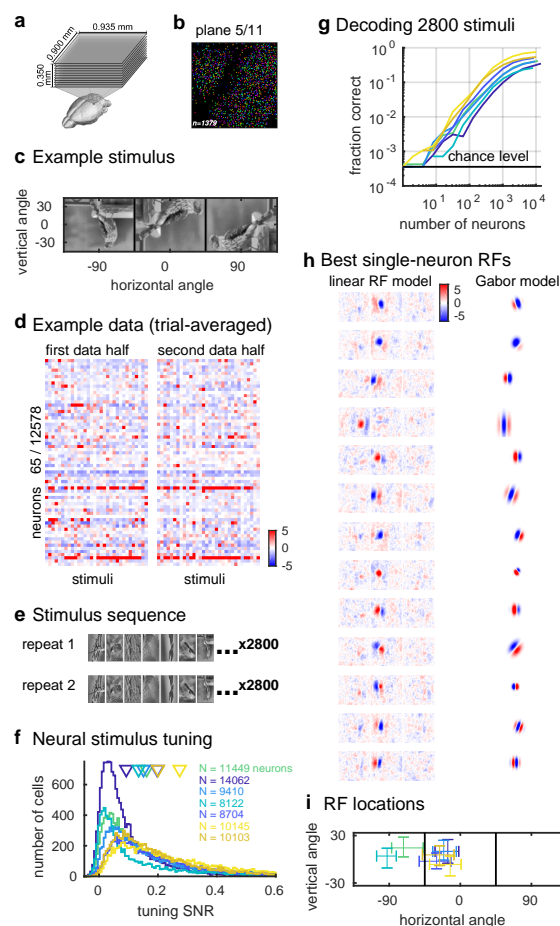 a
0.935 mm
0.900 mm
0.350 mm
b
plane 5/11
n=1379
c Example stimulus
vertical angle
30
0
-30
-90 0 90
horizontal angle
d Example data (trial-averaged)
first data half second data half
neurons 65 / 12578
5
0
-5
stimuli stimuli
e Stimulus sequence
repeat 1 ...x2800
repeat 2 ...x2800
f Neural stimulus tuning
number of cells
600
400
200
0
N = 11449 neurons
N = 14062
N = 9410
N = 8122
N = 8704
N = 10145
N = 10103
0 0.2 0.4 0.6
tuning SNR
g Decoding 2800 stimuli
fraction correct
10^0
10^-1
10^-2
10^-3
10^-4
chance level
10^1 10^2 10^3 10^4
number of neurons
h Best single-neuron RFs
linear RF model Gabor model
5
0
-5
i RF locations
vertical angle
30
-30
-90 0 90
horizontal angle